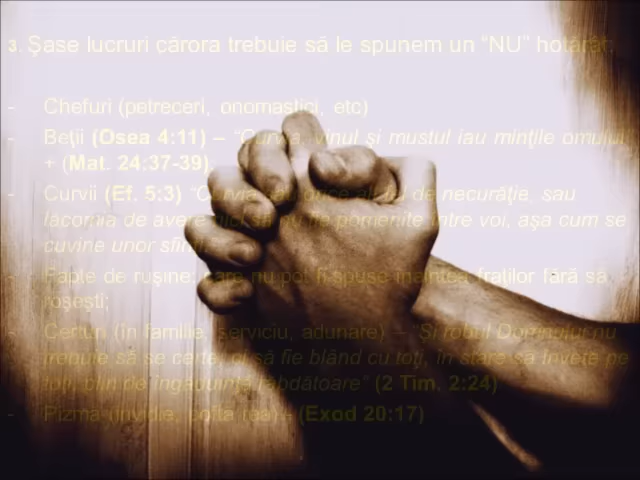 3. Şase lucruri cărora trebuie să le spunem un "NU" hotărât:
- Chefuri (petreceri, onomastici, etc)
- Beţii (Osea 4:11) – "Curvia, vinul şi mustul iau minţile omului"
+ (Mat. 24:37-39)
- Curvii (Ef. 5:3) "Curvia, sau orice alt fel de necurăţie, sau
lăcomia de avere, nici să nu fie pomenite între voi, aşa cum se
cuvine unor sfinţi"
- Fapte de ruşine; care nu pot fi spuse înaintea fraţilor fără să
roşeşti;
- Certuri (în familie, serviciu, adunare) – "Şi robul Domnului nu
trebuie să se certe; ci să fie blând cu toţi, în stare să înveţe pe
toţi, plin de îngăduinţă răbdătoare" (2 Tim. 2:24)
- Pizma (invidie, pofta rea) – (Exod 20:17)